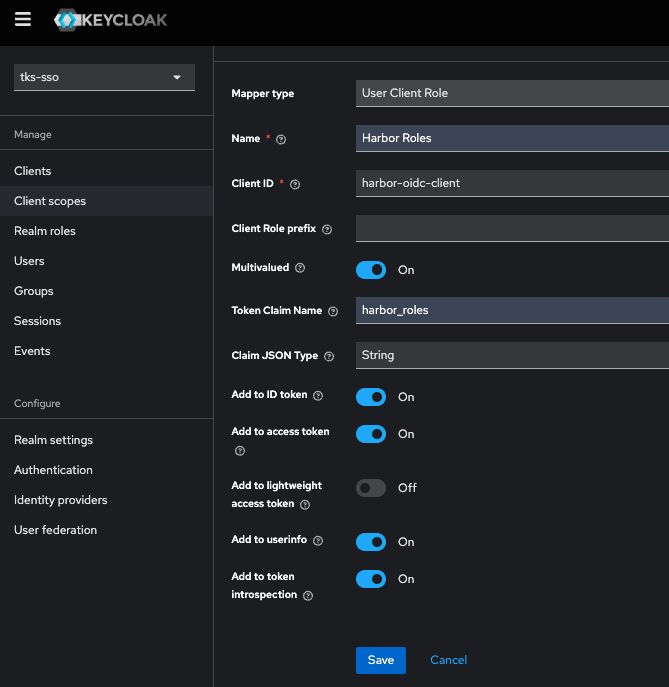 KEYCLOAK
tks-sso
Manage
Clients
Client scopes
Realm roles
Users
Groups
Sessions
Events
Configure
Realm settings
Authentication
Identity providers
User federation
Mapper type
User Client Role
Name *
Harbor Roles
Client ID *
harbor-oidc-client
Client Role prefix
Multivalued
On
Token Claim Name
harbor_roles
Claim JSON Type
String
Add to ID token
On
Add to access token
On
Add to lightweight
access token
Off
Add to userinfo
On
Add to token
introspection
On
Save
Cancel